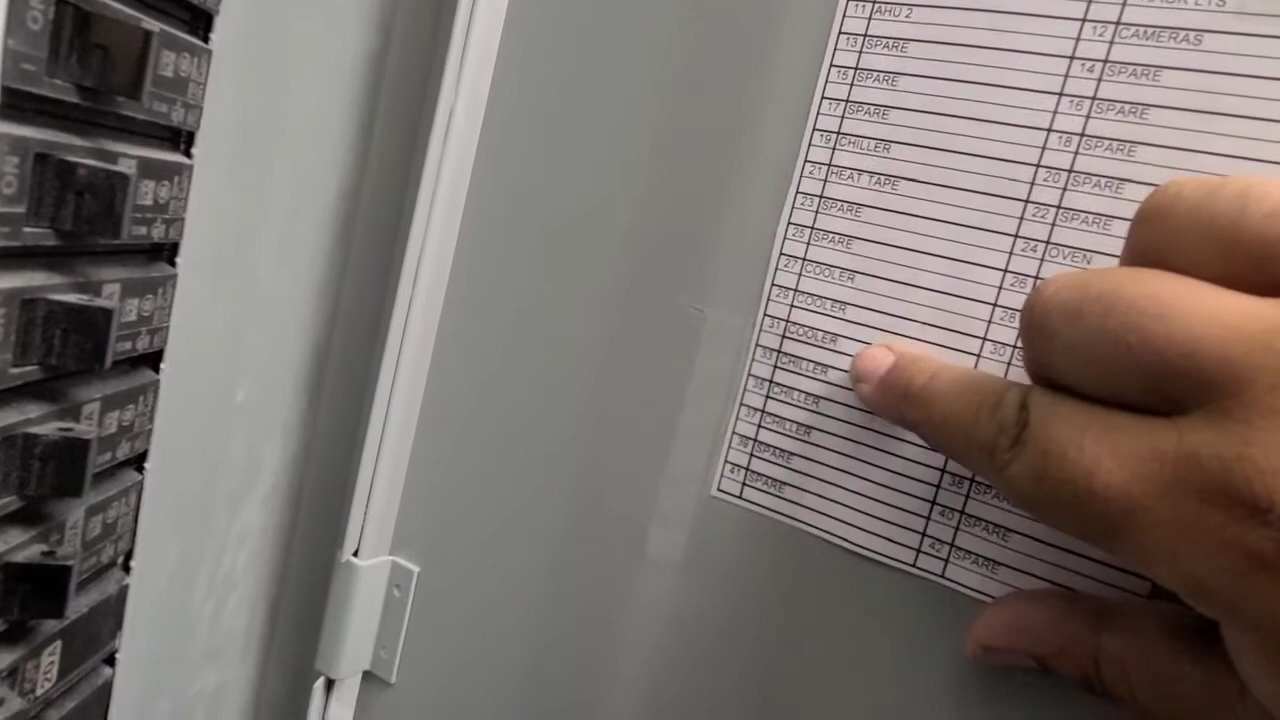 11 AHU 2
12 CAMERAS
13 SPARE
14 SPARE
15 SPARE
16 SPARE
17 SPARE
18 SPARE
19 CHILLER
20 SPARE
21 HEAT TAPE
22 SPARE
23 SPARE
24 OVEN
25 SPARE
26
27 COOLER
28
29 COOLER
30
31 COOLER
33 CHILLER
35 CHILLER
37 CHILLER
38 SPARE
39 SPARE
40 SPARE
41 SPARE
42 SPARE
ON
ON
20A